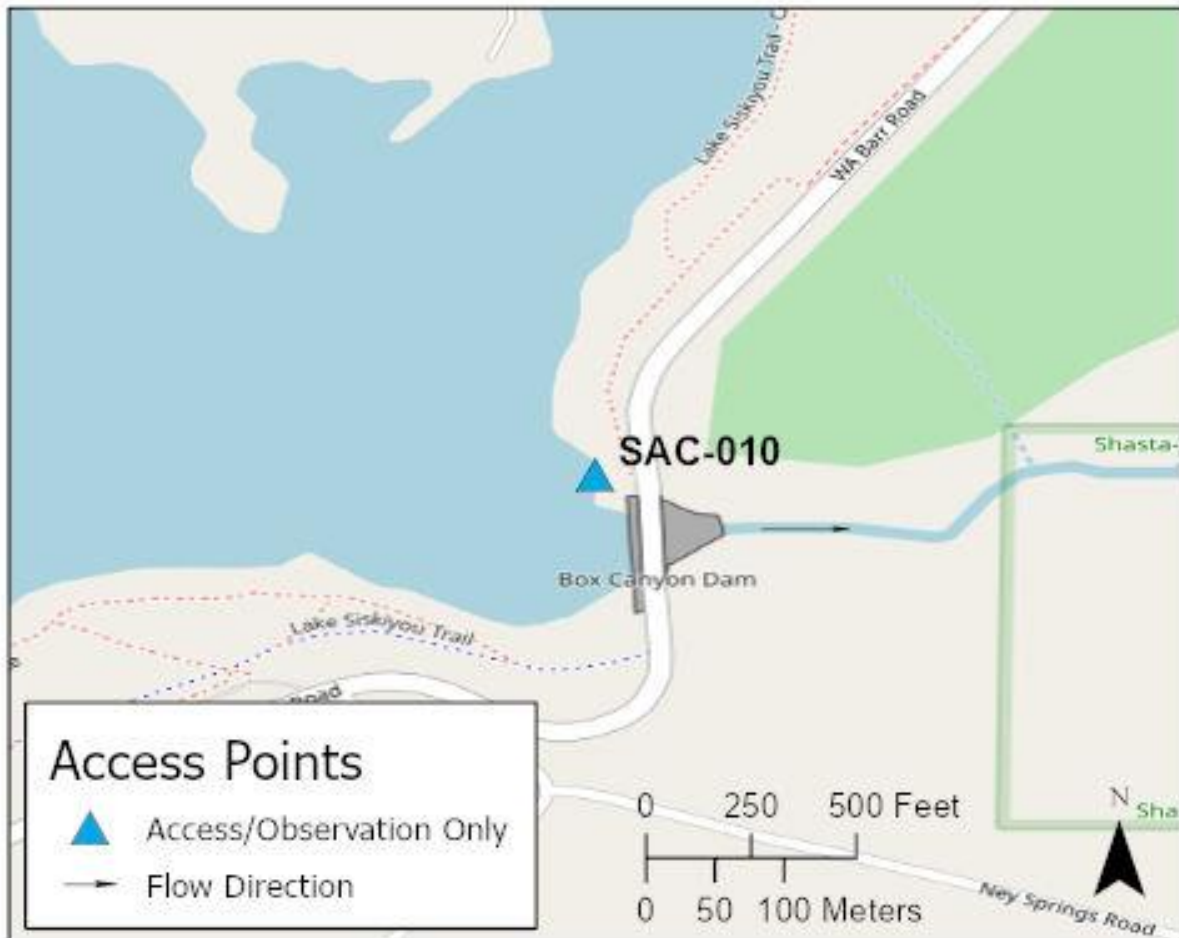 Lake Siskiyou Trail - C
WA Barr Road
SAC-010
Shasta-
Box Canyon Dam
Lake Siskiyou Trail
Road
Access Points
Access/Observation Only
Flow Direction
0 250 500 Feet
0 50 100 Meters
N
Sha
Ney Springs Road